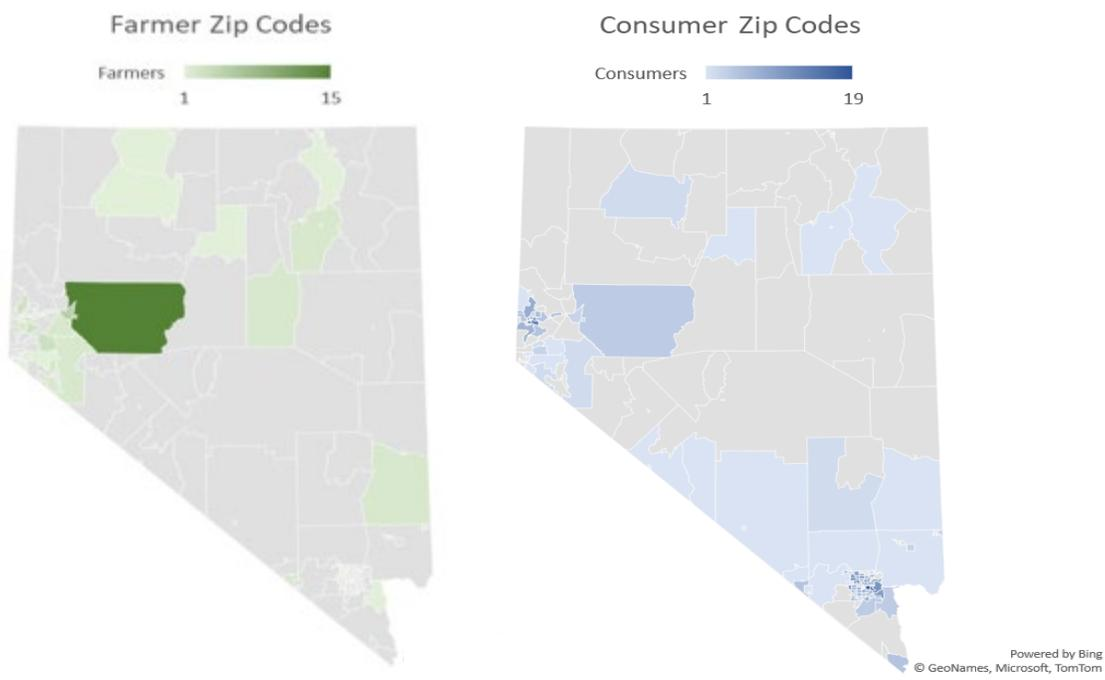 Farmer Zip Codes
Farmers
1 15
Consumer Zip Codes
Consumers
1 19
Powered by Bing
© GeoNames, Microsoft, TomTom